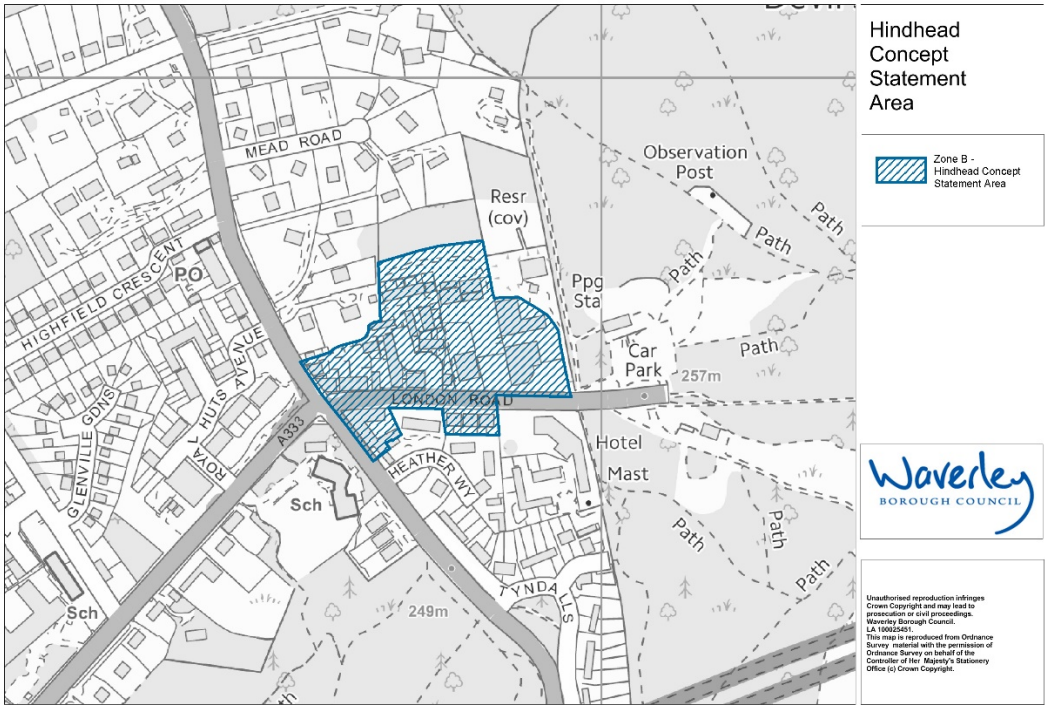 Hindhead
Concept
Statement
Area
Zone B -
Hindhead Concept
Statement Area
Waverley
BOROUGH COUNCIL
Unauthorised reproduction infringes
Crown Copyright and may lead to
prosecution or civil proceedings.
Waverley Borough Council.
LA 100025451.
This map is reproduced from Ordnance
Survey material with the permission of
Ordnance Survey on behalf of the
Controller of Her Majesty's Stationery
Office (c) Crown Copyright.
MEAD ROAD
Observation
Post
Resr
(cov)
Path
Path
Path
PO
HIGHFIELD CRESCENT
Ppg
Sta
Car
Park
Path
257m
LONDON ROAD
ROYAL HUTS AVENUE
GLENVILLE GDNS
A333
HEATHER WY
Hotel
Mast
Sch
Path
Path
Path
TYNDALLS
249m
Sch